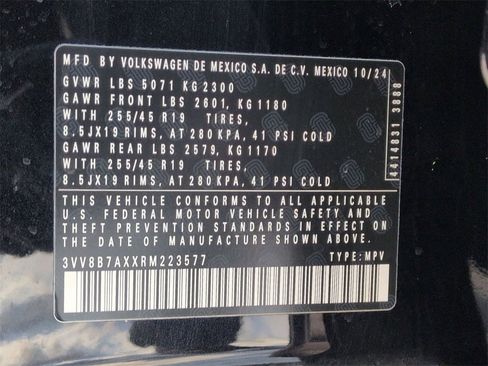 MFD BY VOLKSWAGEN DE MEXICO S.A. DE C.V. MEXICO 10/24
GVWR LBS 5071 KG 2300
GAWR FRONT LBS 2601, KG 1180
WITH 255/45 R19 TIRES,
8.5JX19 RIMS, AT 280 KPA, 41 PSI COLD
GAWR REAR LBS 2579, KG 1170
WITH 255/45 R19 TIRES,
8.5JX19 RIMS, AT 280 KPA, 41 PSI COLD
THIS VEHICLE CONFORMS TO ALL APPLICABLE
U.S. FEDERAL MOTOR VEHICLE SAFETY AND
THEFT PREVENTION STANDARDS IN EFFECT ON
THE DATE OF MANUFACTURE SHOWN ABOVE
3VV8B7AXXRM223577 TYPE: MPV
4414831 3888